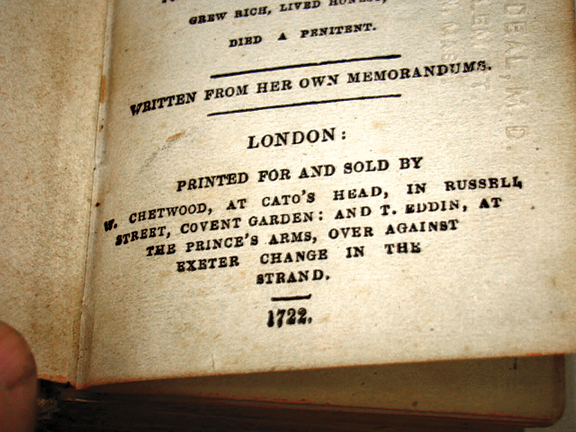 GREW RICH, LIVED HONEST,
DIED A PENITENT.
WRITTEN FROM HER OWN MEMORANDUMS.
LONDON:
PRINTED FOR AND SOLD BY
W. CHETWOOD, AT CATO'S HEAD, IN RUSSELL
STREET, COVENT GARDEN: AND T. EDDIN, AT
THE PRINCE'S ARMS, OVER AGAINST
EXETER CHANGE IN THE
STRAND.
1722.